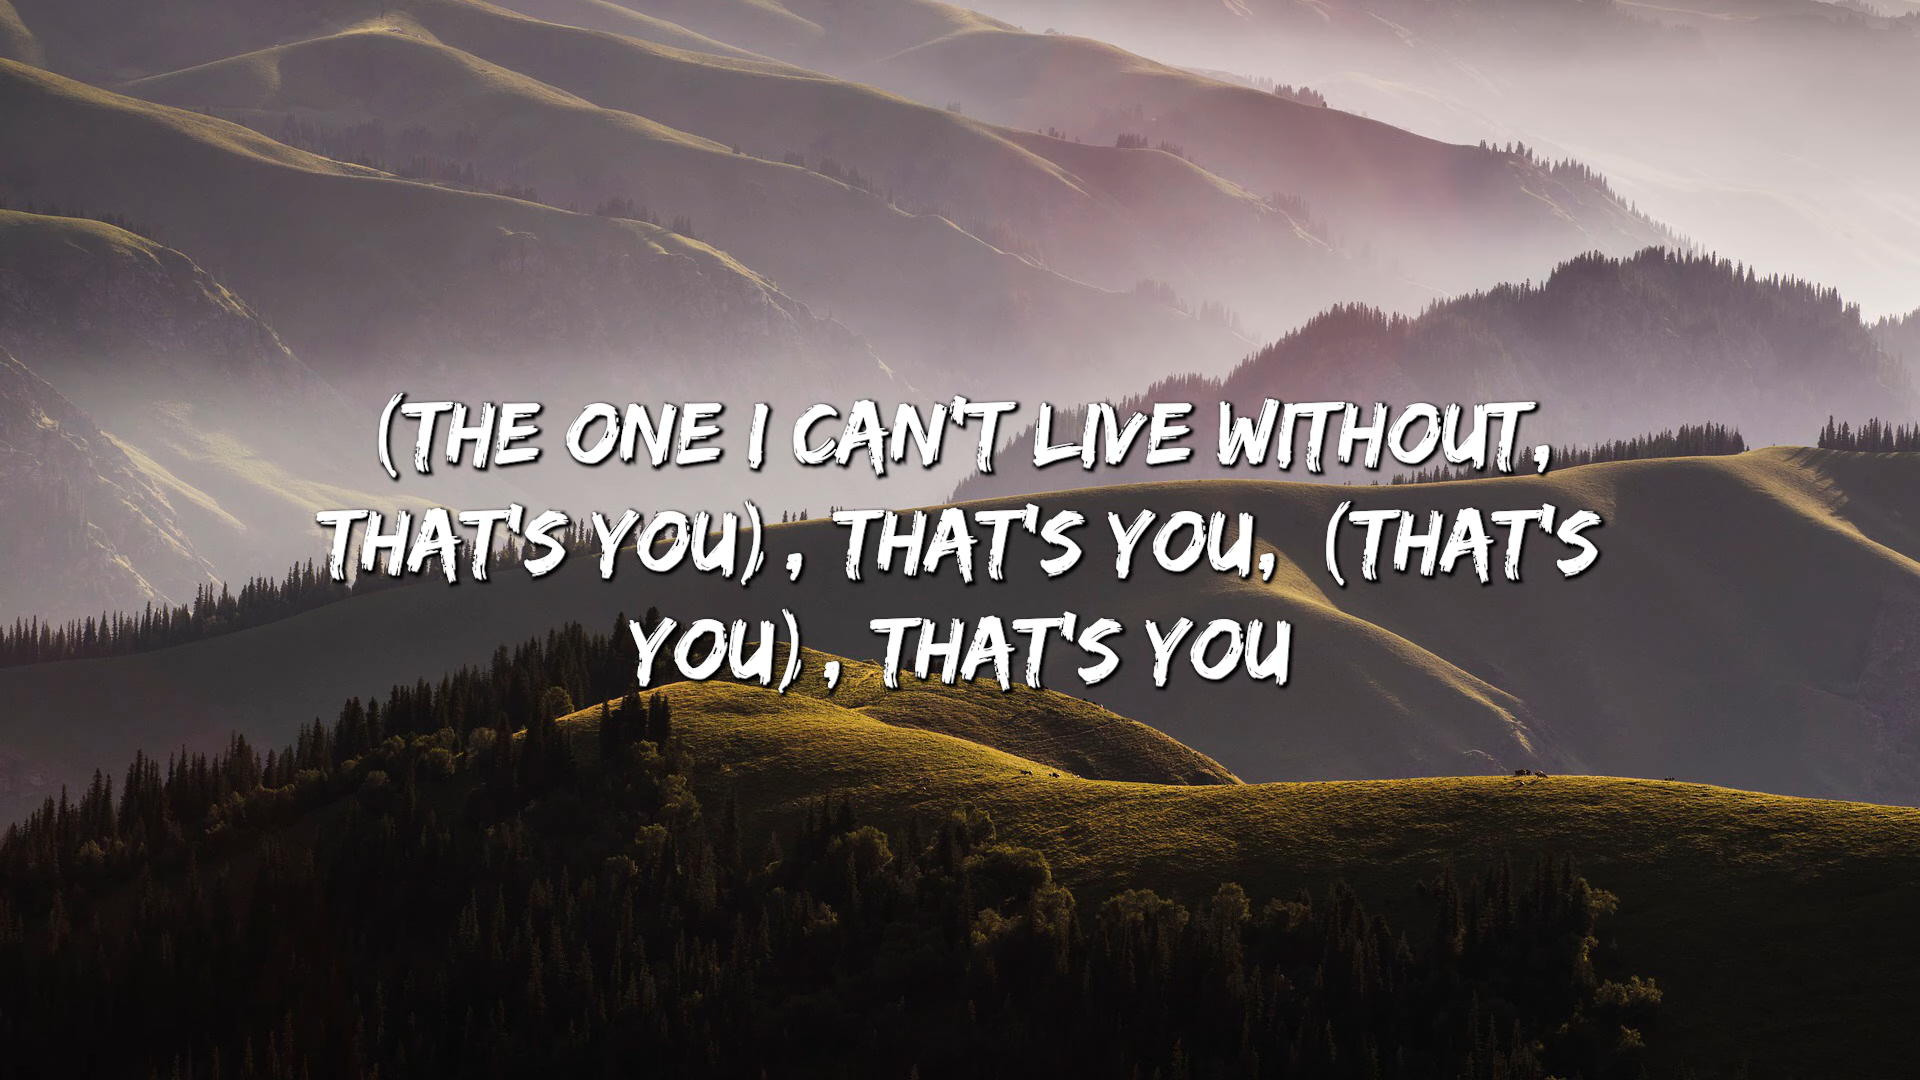 (THE ONE I CAN'T LIVE WITHOUT,
THAT'S YOU), THAT'S YOU, (THAT'S
YOU), THAT'S YOU